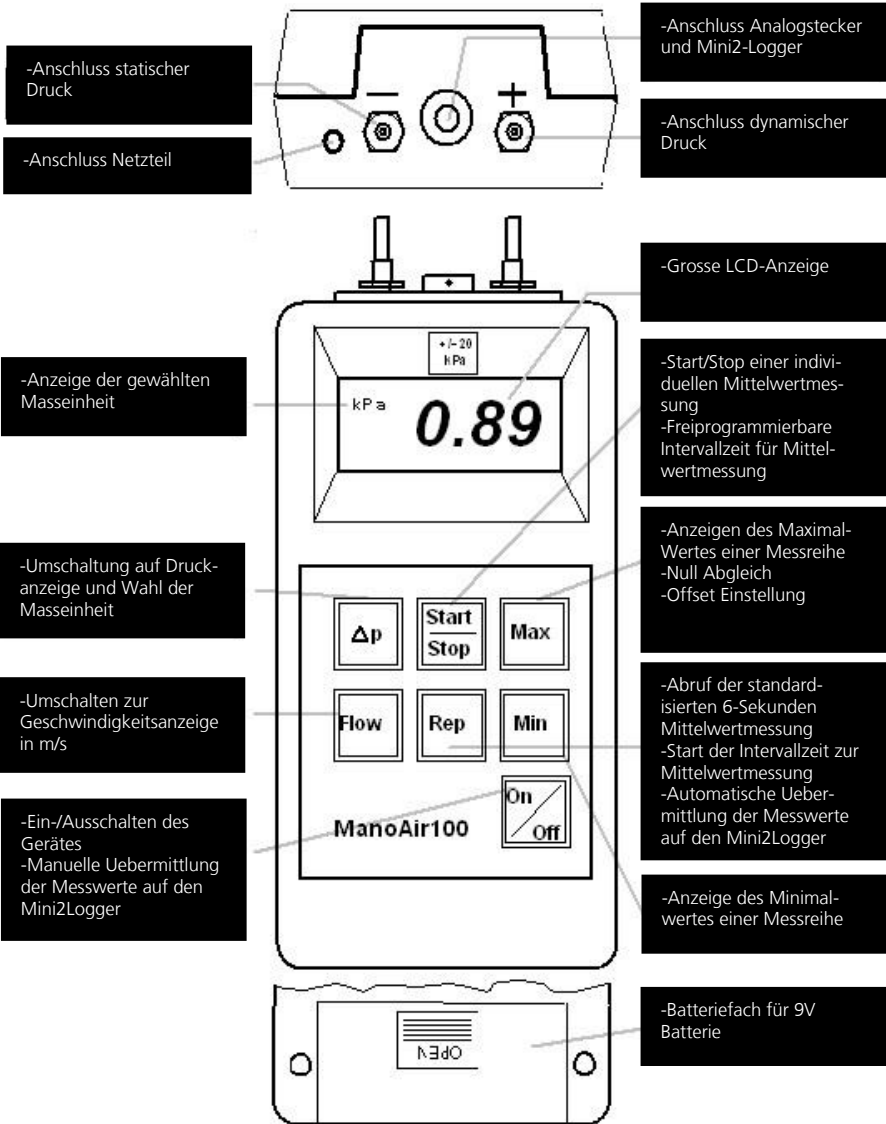 -Anschluss Analogstecker
und Mini2-Logger
-Anschluss statischer
Druck
-Anschluss dynamischer
Druck
-Anschluss Netzteil
− +
-Grosse LCD-Anzeige
+/-20
kPa
-Anzeige der gewählten
Masseinheit
kPa
0.89
-Start/Stop einer indivi-
duellen Mittelwertmes-
sung
-Freiprogrammierbare
Intervallzeit für Mittel-
wertmessung
-Anzeigen des Maximal-
Wertes einer Messreihe
-Null Abgleich
-Offset Einstellung
-Umschaltung auf Druck-
anzeige und Wahl der
Masseinheit
Δp
Start
Stop
Max
-Umschalten zur
Geschwindigkeitsanzeige
in m/s
Flow
Rep
Min
-Abruf der standard-
isierten 6-Sekunden
Mittelwertmessung
-Start der Intervallzeit zur
Mittelwertmessung
-Automatische Ueber-
mittlung der Messwerte
auf den Mini2Logger
-Ein-/Ausschalten des
Gerätes
-Manuelle Uebermittlung
der Messwerte auf den
Mini2Logger
ManoAir100
On
Off
-Anzeige des Minimal-
wertes einer Messreihe
-Batteriefach für 9V
Batterie
OPEN